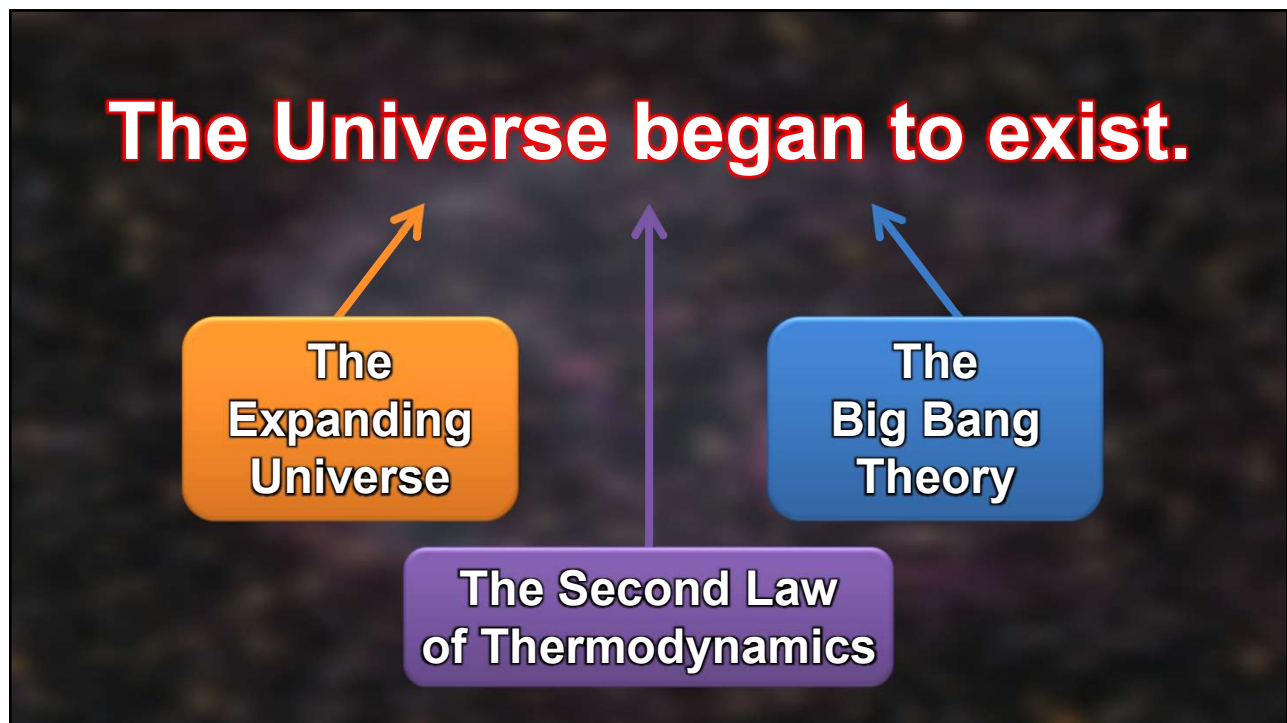 The Universe began to exist.
The
Expanding
Universe
The
Big Bang
Theory
The Second Law
of Thermodynamics